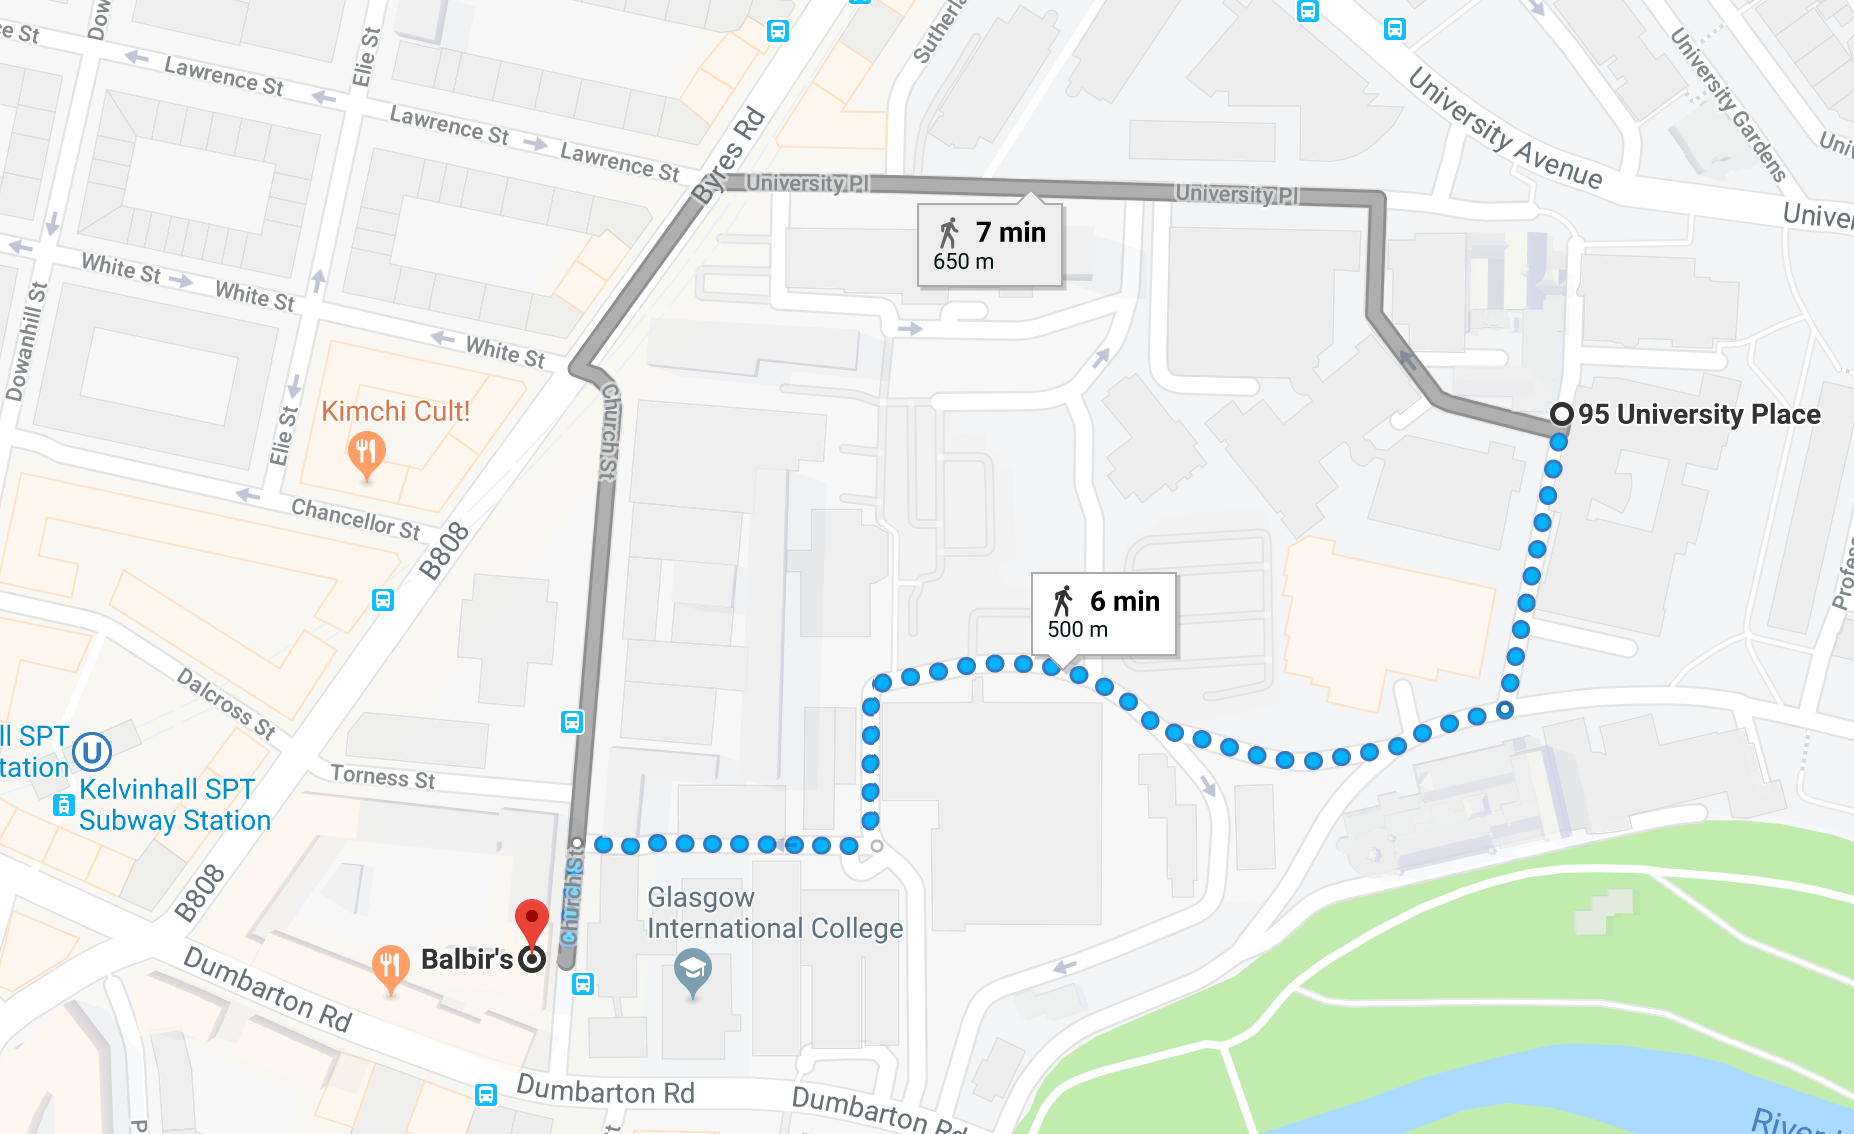 Lawrence St
Elie St
Lawrence St
Lawrence St
Byres Rd
University Pl
University Pl
University Avenue
University Gardens
7 min
650 m
White St
White St
White St
Downhill St
Kimchi Cult!
Elie St
Chancellor St
Church St
B808
95 University Place
6 min
500 m
Dalcross St
Kelvinhall SPT
Subway Station
Torness St
B808
Church St
Glasgow
International College
Balbir's
Dumbarton Rd
Dumbarton Rd
Dumbarton Rd
River